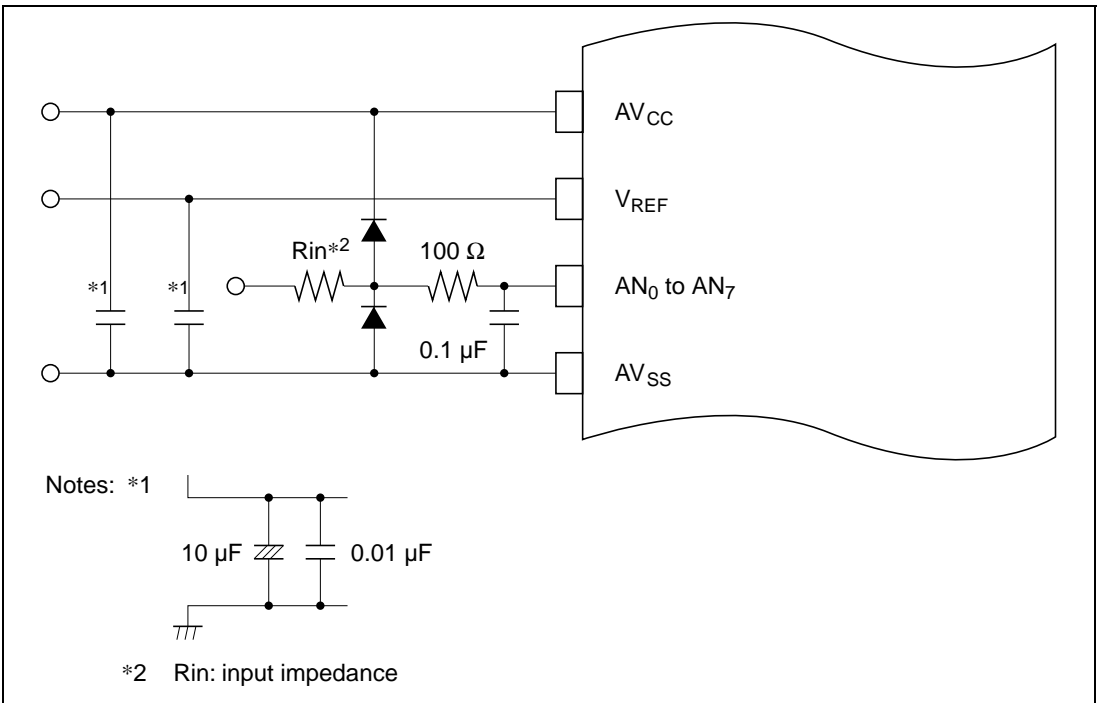 AVCC
VREF
Rin*2
100 Ω
*1
*1
AN0 to AN7
0.1 µF
AVSS
Notes: *1
10 µF
0.01 µF
*2 Rin: input impedance